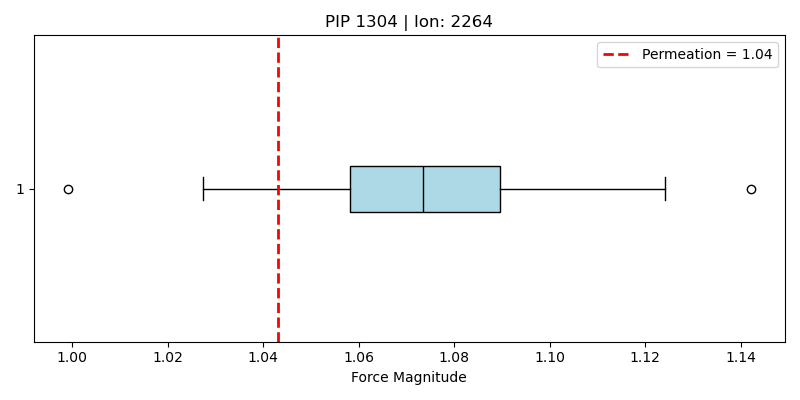 PIP 1304 | Ion: 2264
Permeation = 1.04
1
1.00 1.02 1.04 1.06 1.08 1.10 1.12 1.14
Force Magnitude